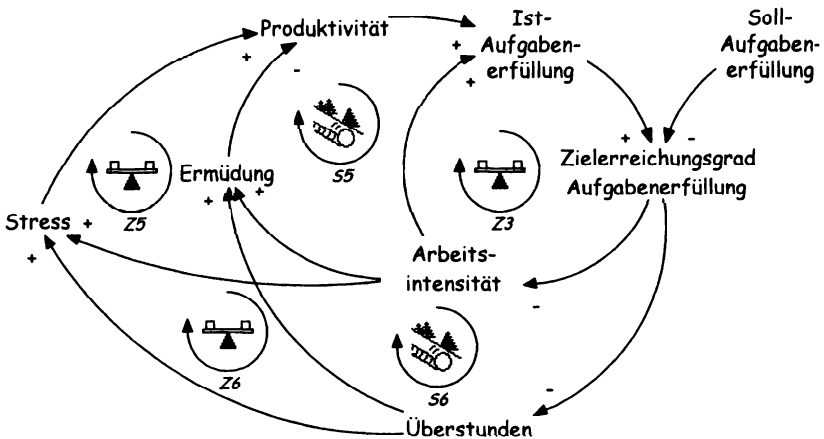 Produktivität
Ist-
Aufgaben-
erfüllung
Soll-
Aufgaben-
erfüllung
+
+
-
+
+
-
Zielerreichungsgrad
Aufgabenerfüllung
Ermüdung
S5
+
+
Stress
+
+
Z5
Z3
Arbeits-
intensität
-
Z6
S6
-
Überstunden